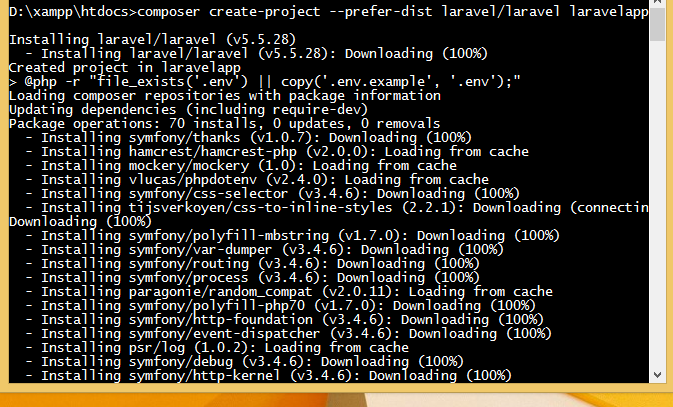 D:\xampp\htdocs>composer create-project --prefer-dist laravel/laravel laravelapp
Installing laravel/laravel (v5.5.28)
  - Installing laravel/laravel (v5.5.28): Downloading (100%)
Created project in laravelapp
> @php -r "file_exists('.env') || copy('.env.example', '.env');"
Loading composer repositories with package information
Updating dependencies (including require-dev)
Package operations: 70 installs, 0 updates, 0 removals
  - Installing symfony/thanks (v1.0.7): Downloading (100%)
  - Installing hamcrest/hamcrest-php (v2.0.0): Loading from cache
  - Installing mockery/mockery (1.0): Loading from cache
  - Installing vlucas/phpdotenv (v2.4.0): Loading from cache
  - Installing symfony/css-selector (v3.4.6): Downloading (100%)
  - Installing tijsverkoyen/css-to-inline-styles (2.2.1): Downloading (connectin
Downloading (100%)
  - Installing symfony/polyfill-mbstring (v1.7.0): Downloading (100%)
  - Installing symfony/var-dumper (v3.4.6): Downloading (100%)
  - Installing symfony/routing (v3.4.6): Downloading (100%)
  - Installing symfony/process (v3.4.6): Downloading (100%)
  - Installing paragonie/random_compat (v2.0.11): Loading from cache
  - Installing symfony/polyfill-php70 (v1.7.0): Downloading (100%)
  - Installing symfony/http-foundation (v3.4.6): Downloading (100%)
  - Installing symfony/event-dispatcher (v3.4.6): Downloading (100%)
  - Installing psr/log (1.0.2): Loading from cache
  - Installing symfony/debug (v3.4.6): Downloading (100%)
  - Installing symfony/http-kernel (v3.4.6): Downloading (100%)